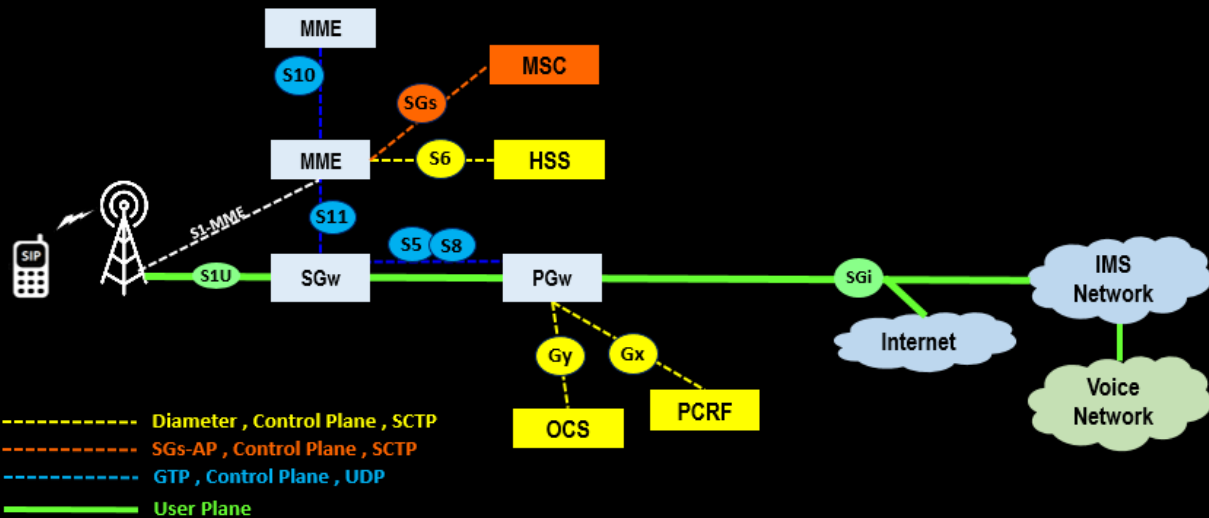 MME
S10
MSC
SGs
MME
S6
HSS
S1-MME
S11
SIP
S5
S8
S1U
SGw
PGw
SGi
IMS
Network
Internet
Gy
Gx
Voice
Network
PCRF
OCS
Diameter , Control Plane , SCTP
SGs-AP , Control Plane , SCTP
GTP , Control Plane , UDP
User Plane